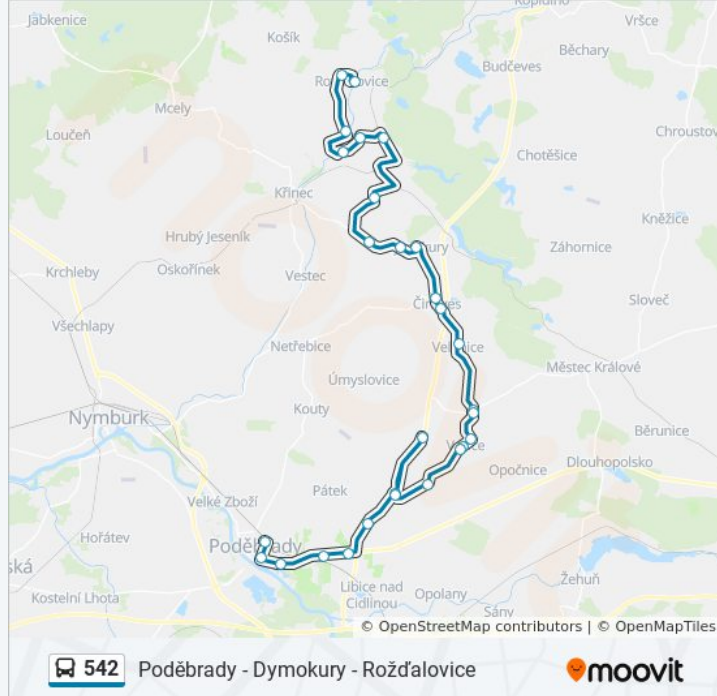 Kopidlno
Jabkenice
Košík
Vršce
Běchary
Rožďalovice
Budčeves
Mcely
Loučeň
Chroustov
Chotěšice
Křinec
Kněžice
Hrubý Jeseník
Záhornice
Oskořínek
Krchleby
Vestec
Sloveč
Všechlapy
Netřebice
Městec Králové
Úmyslovice
Nymburk
Kouty
Běrunice
Opočnice
Dlouhopolsko
Pátek
Velké Zboží
Hořátev
Poděbrady
ská
Žehuň
Kostelní Lhota
Libice nad
Cidlinou
Opolany
Sány
© OpenStreetMap contributors | © OpenMapTiles
542 Poděbrady - Dymokury - Rožďalovice
moovit